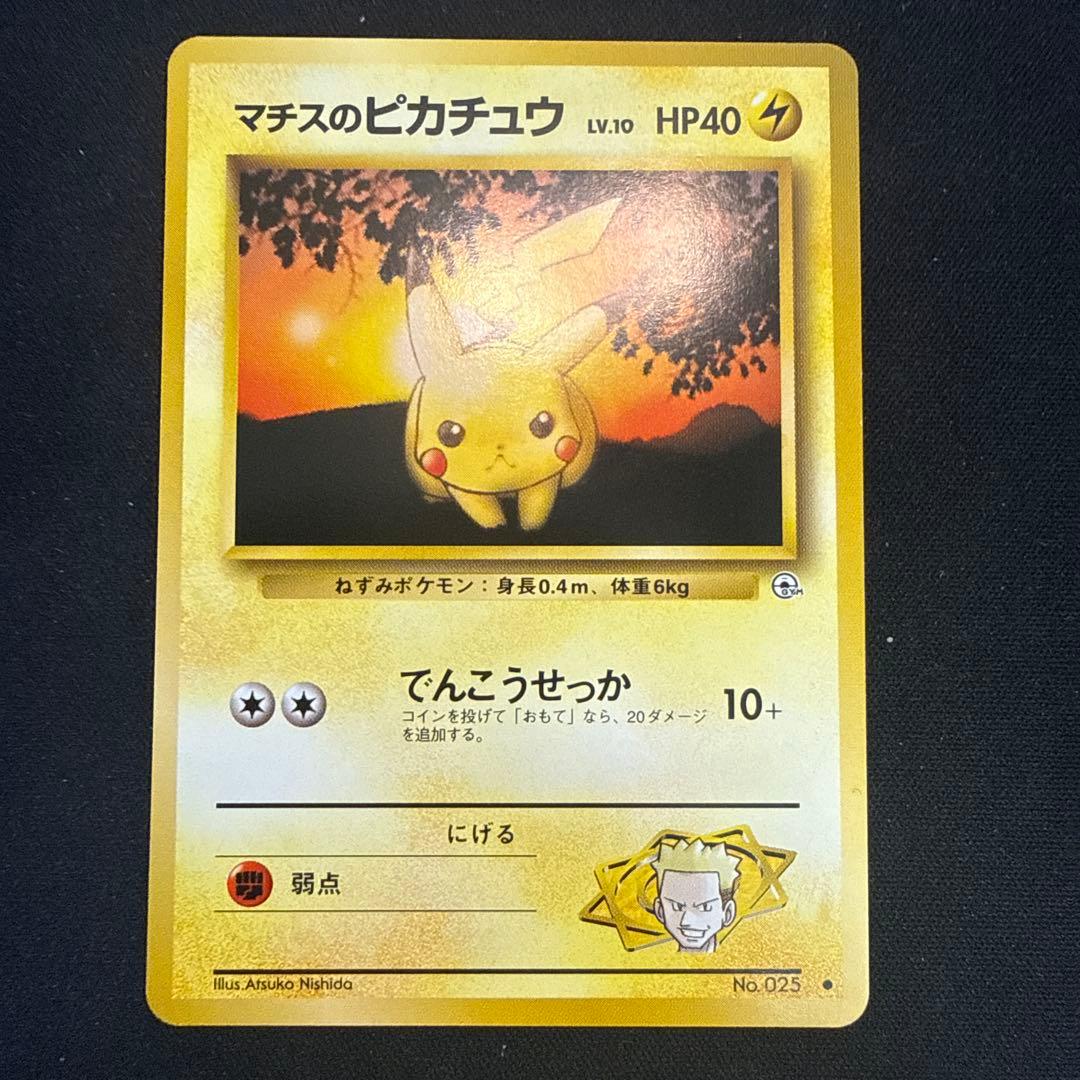 マチスのピカチュウ LV.10 HP40
ねずみポケモン：身長0.4m、体重6kg
GYM
でんこうせっか 10+
コインを投げて「おもて」なら、20ダメージ
を追加する。
にげる
弱点
Illus.Atsuko Nishida No.025 ●